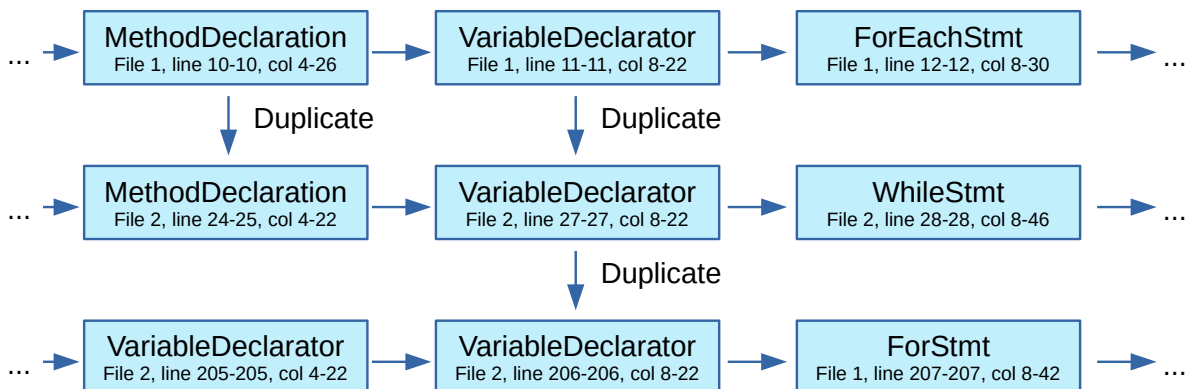 ... MethodDeclaration VariableDeclarator ForEachStmt ...
File 1, line 10-10, col 4-26 File 1, line 11-11, col 8-22 File 1, line 12-12, col 8-30
Duplicate Duplicate
... MethodDeclaration VariableDeclarator WhileStmt ...
File 2, line 24-25, col 4-22 File 2, line 27-27, col 8-22 File 2, line 28-28, col 8-46
Duplicate
... VariableDeclarator VariableDeclarator ForStmt ...
File 2, line 205-205, col 4-22 File 2, line 206-206, col 8-22 File 1, line 207-207, col 8-42